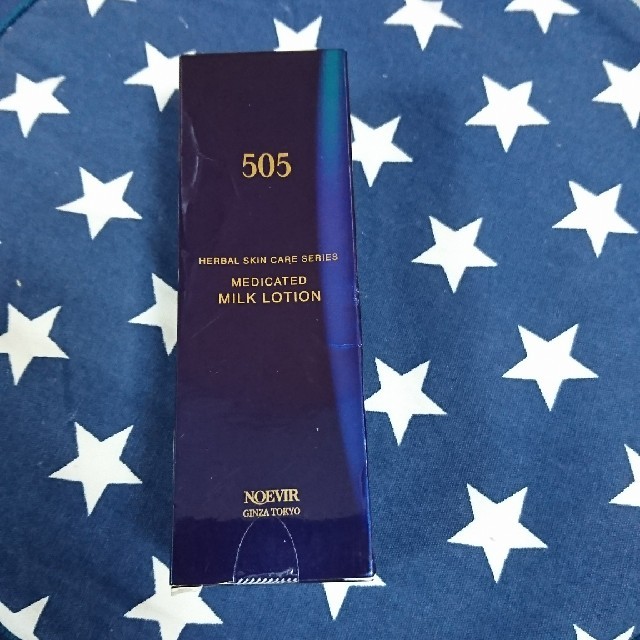 505
HERBAL SKIN CARE SERIES
MEDICATED
MILK LOTION
NOEVIR
GINZA TOKYO